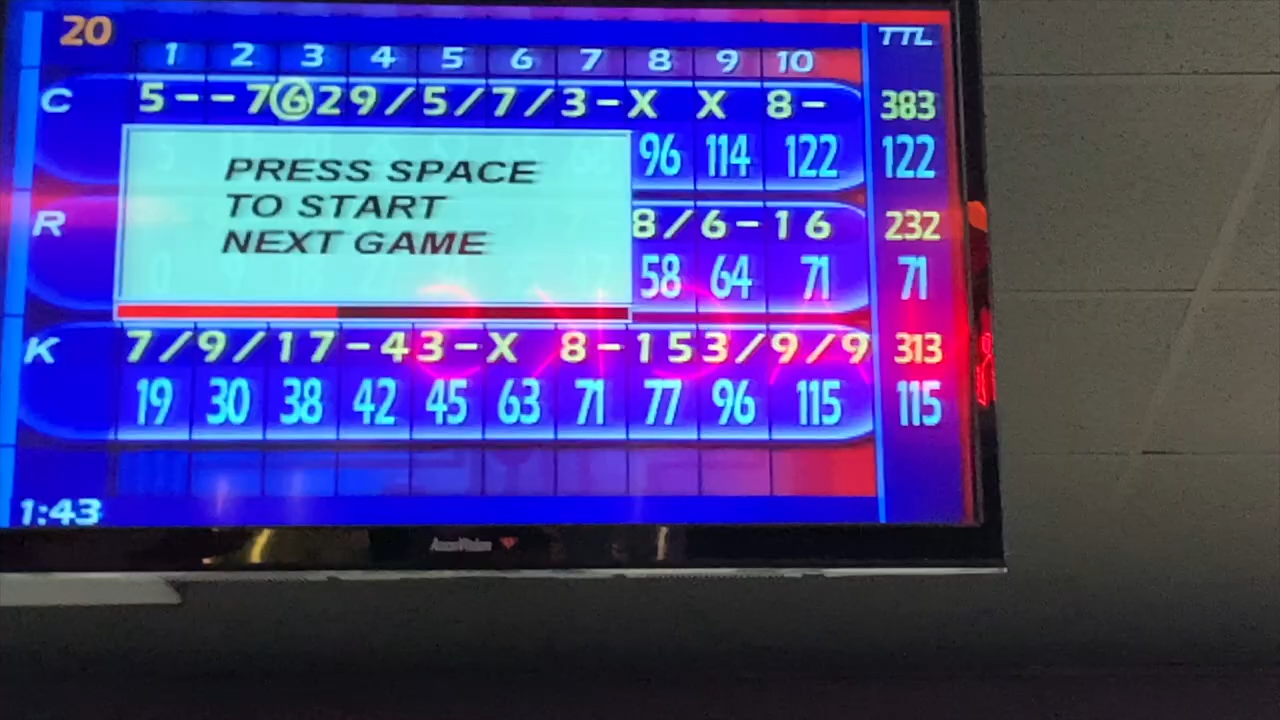 20 1 2 3 4 5 6 7 8 9 10 TTL
C 5 - - 7 6 2 9 / 5 / 7 / 3 - X X 8 - 383
96 114 122 122
PRESS SPACE
TO START
NEXT GAME
R 8 / 6 - 1 6 232
58 64 71 71
K 7 / 9 / 1 7 - 4 3 - X 8 - 1 5 3 / 9 / 9 313
19 30 38 42 45 63 71 77 96 115 115
1:43